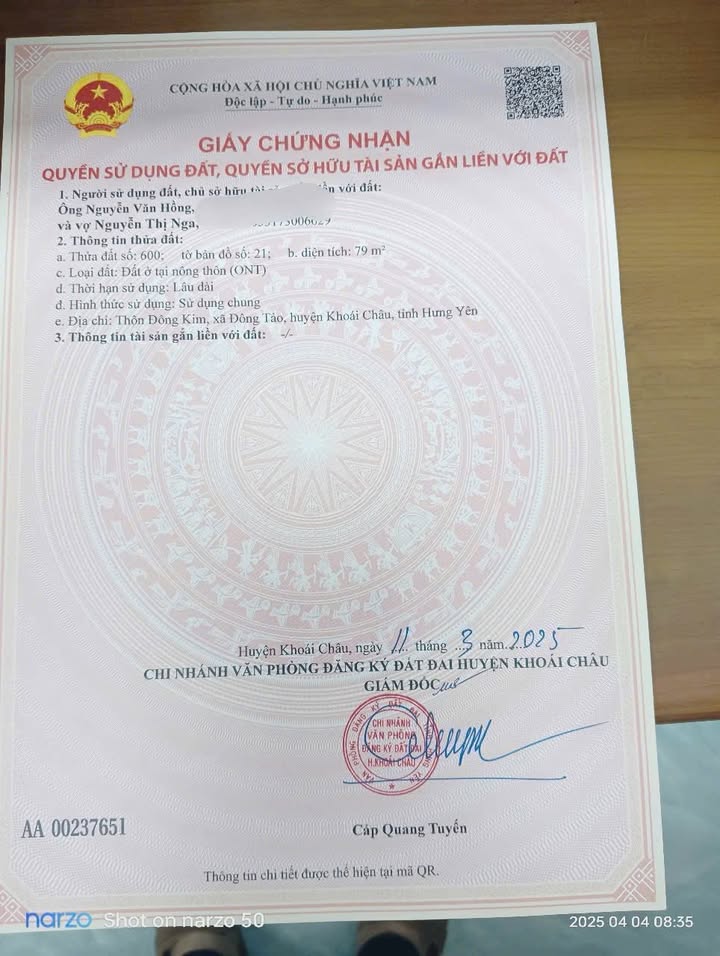 CỘNG HÒA XÃ HỘI CHỦ NGHĨA VIỆT NAM
Độc lập - Tự do - Hạnh phúc
GIẤY CHỨNG NHẬN
QUYỀN SỬ DỤNG ĐẤT, QUYỀN SỞ HỮU TÀI SẢN GẮN LIỀN VỚI ĐẤT
1. Người sử dụng đất, chủ sở hữu tài với đất:
Ông Nguyễn Văn Hồng,
và vợ Nguyễn Thị Nga,
2. Thông tin thửa đất:
a. Thửa đất số: 600; tờ bản đồ số: 21; b. diện tích: 79 m²
c. Loại đất: Đất ở tại nông thôn (ONT)
d. Thời hạn sử dụng: Lâu dài
đ. Hình thức sử dụng: Sử dụng chung
e. Địa chỉ: Thôn Đông Kim, xã Đông Tảo, huyện Khoái Châu, tỉnh Hưng Yên
3. Thông tin tài sản gắn liền với đất: -/-
Huyện Khoái Châu, ngày 11 tháng 3 năm 2025
CHI NHÁNH VĂN PHÒNG ĐĂNG KÝ ĐẤT ĐAI HUYỆN KHOÁI CHÂU
GIÁM ĐỐC
CHI NHÁNH
VĂN PHÒNG
ĐĂNG KÝ ĐẤT ĐAI
H.KHOÁI CHÂU
AA 00237651
Cáp Quang Tuyến
Thông tin chi tiết được thể hiện tại mã QR.
narzo Shot on narzo 50
2025 04 04 08:35